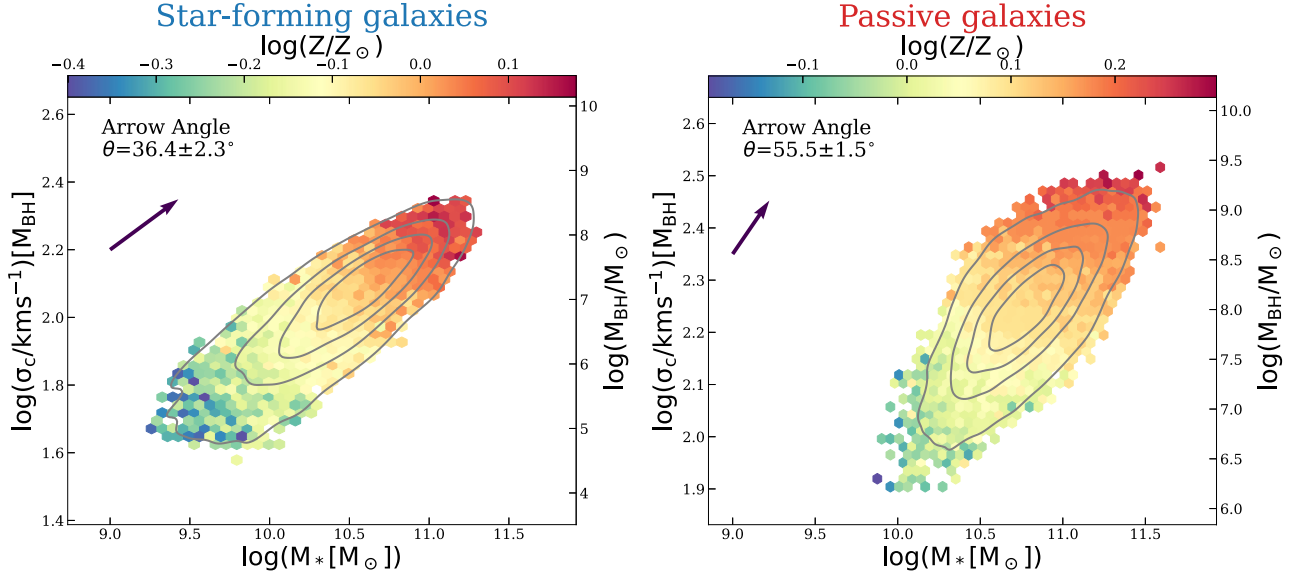 Star-forming galaxies
log(Z/Z⊙)
−0.4 −0.3 −0.2 −0.1 0.0 0.1
Arrow Angle
θ=36.4±2.3°
log(σc/kms⁻¹)[MBH]
2.6
2.4
2.2
2.0
1.8
1.6
1.4
10
9
8
7
6
5
4
log(MBH/M⊙)
9.0 9.5 10.0 10.5 11.0 11.5
log(M*[M⊙])
Passive galaxies
log(Z/Z⊙)
−0.1 0.0 0.1 0.2
Arrow Angle
θ=55.5±1.5°
log(σc/kms⁻¹)[MBH]
2.6
2.5
2.4
2.3
2.2
2.1
2.0
1.9
10.0
9.5
9.0
8.5
8.0
7.5
7.0
6.5
6.0
log(MBH/M⊙)
9.0 9.5 10.0 10.5 11.0 11.5
log(M*[M⊙])